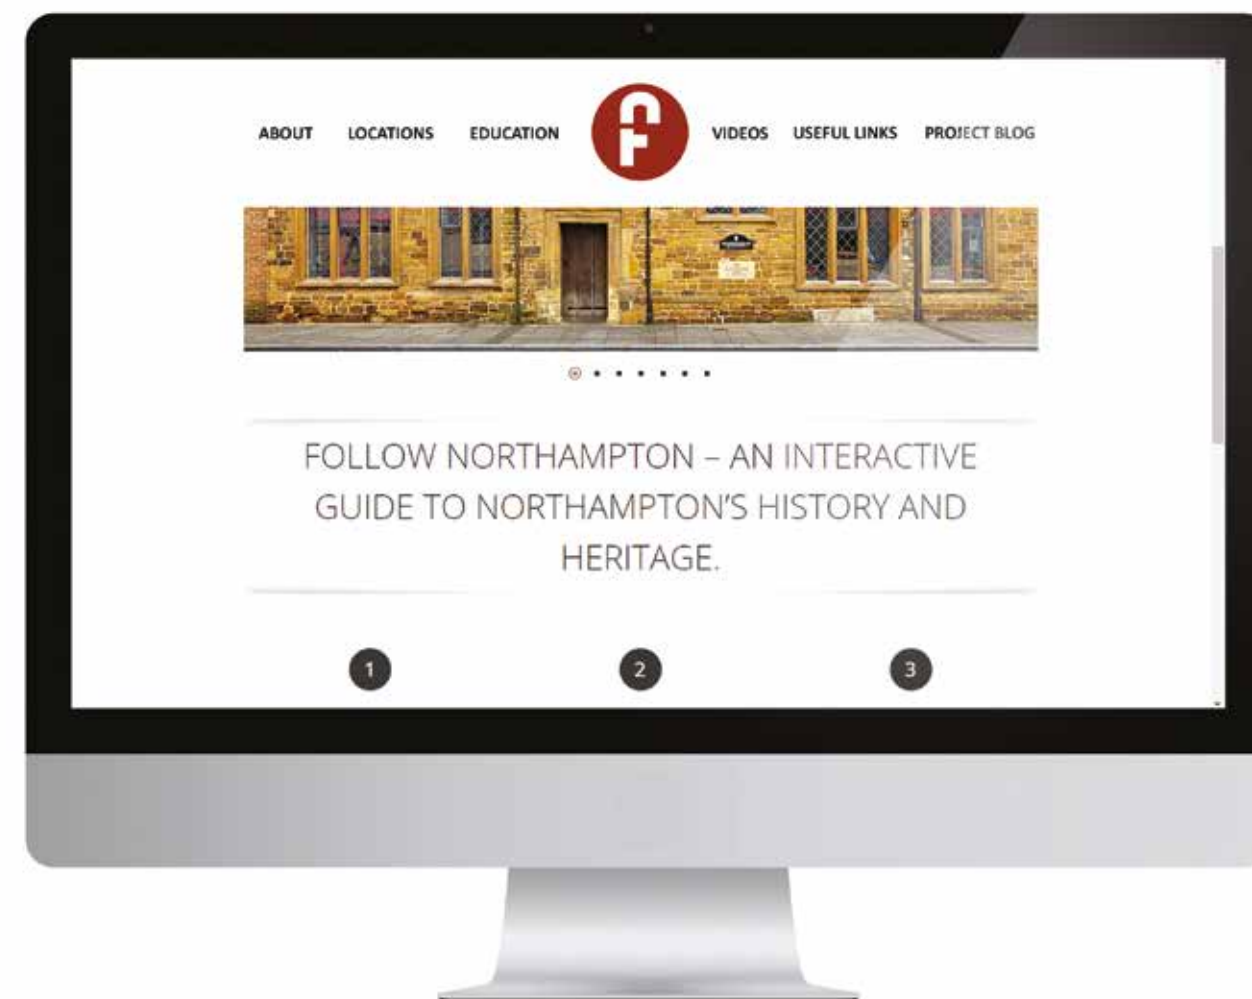 ABOUT LOCATIONS EDUCATION VIDEOS USEFUL LINKS PROJECT BLOG
FOLLOW NORTHAMPTON – AN INTERACTIVE
GUIDE TO NORTHAMPTON'S HISTORY AND
HERITAGE.
1 2 3